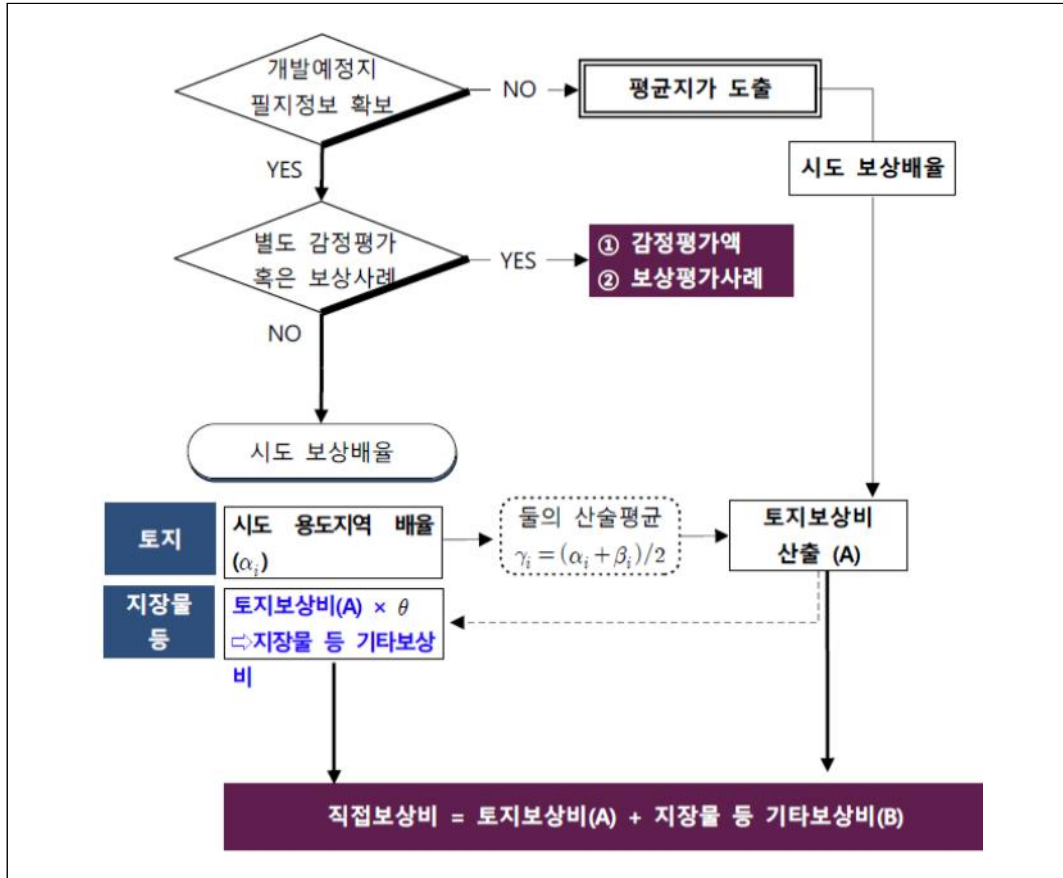 개발예정지
필지정보 확보
NO
평균지가 도출
시도 보상배율
YES
별도 감정평가
혹은 보상사례
YES
① 감정평가액
② 보상평가사례
NO
시도 보상배율
토지
시도 용도지역 배율
(αᵢ)
둘의 산술평균
γᵢ = (αᵢ + βᵢ)/2
토지보상비
산출 (A)
지장물
등
토지보상비(A) × θ
⇨지장물 등 기타보상
비
직접보상비 = 토지보상비(A) + 지장물 등 기타보상비(B)